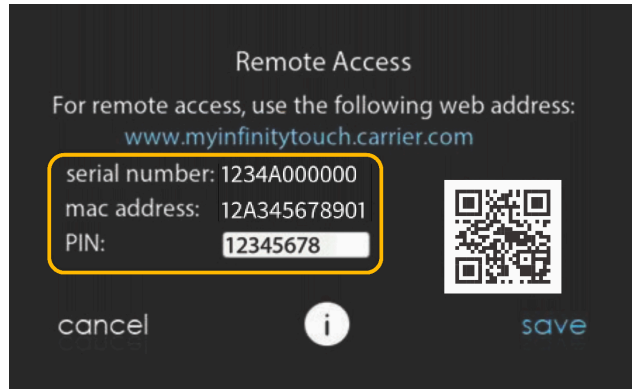 Remote Access
For remote access, use the following web address:
www.myinfinitytouch.carrier.com
serial number: 1234A000000
mac address: 12A345678901
PIN: 12345678
cancel i save